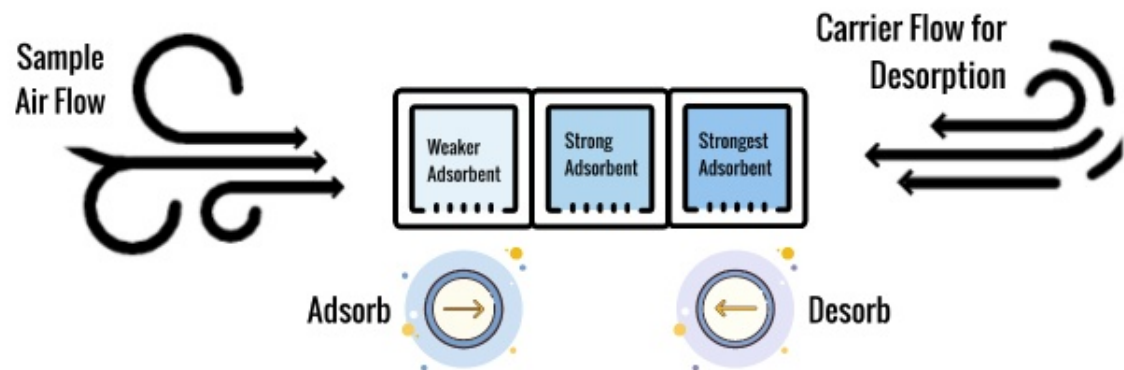 Sample
Air Flow
Carrier Flow for
Desorption
Weaker
Adsorbent
Strong
Adsorbent
Strongest
Adsorbent
Adsorb
Desorb